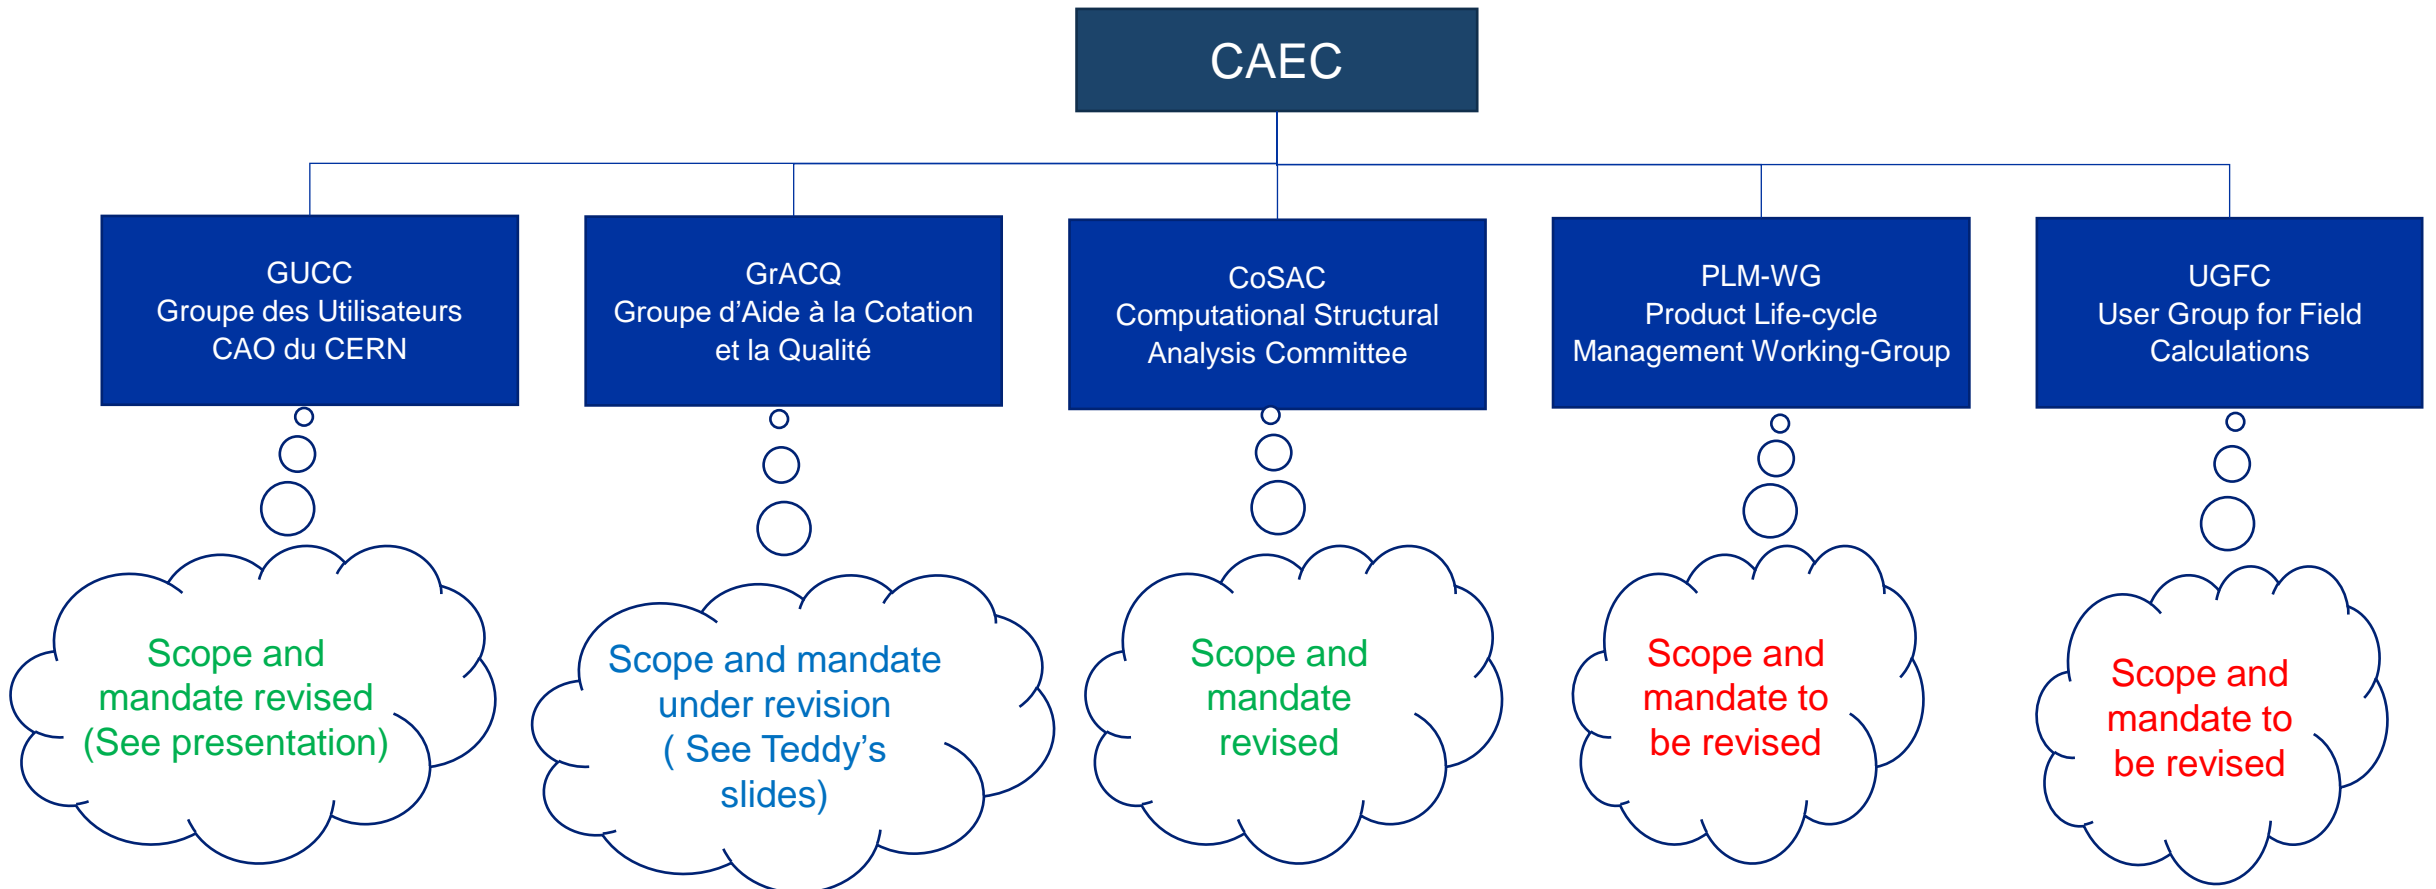 CAEC
GUCC
Groupe des Utilisateurs
CAO du CERN
GrACQ
Groupe d’Aide à la Cotation
et la Qualité
CoSAC
Computational Structural
Analysis Committee
PLM-WG
Product Life-cycle
Management Working-Group
UGFC
User Group for Field
Calculations
Scope and
mandate revised
(See presentation)
Scope and mandate
under revision
( See Teddy’s
slides)
Scope and
mandate
revised
Scope and
mandate to
be revised
Scope and
mandate to
be revised